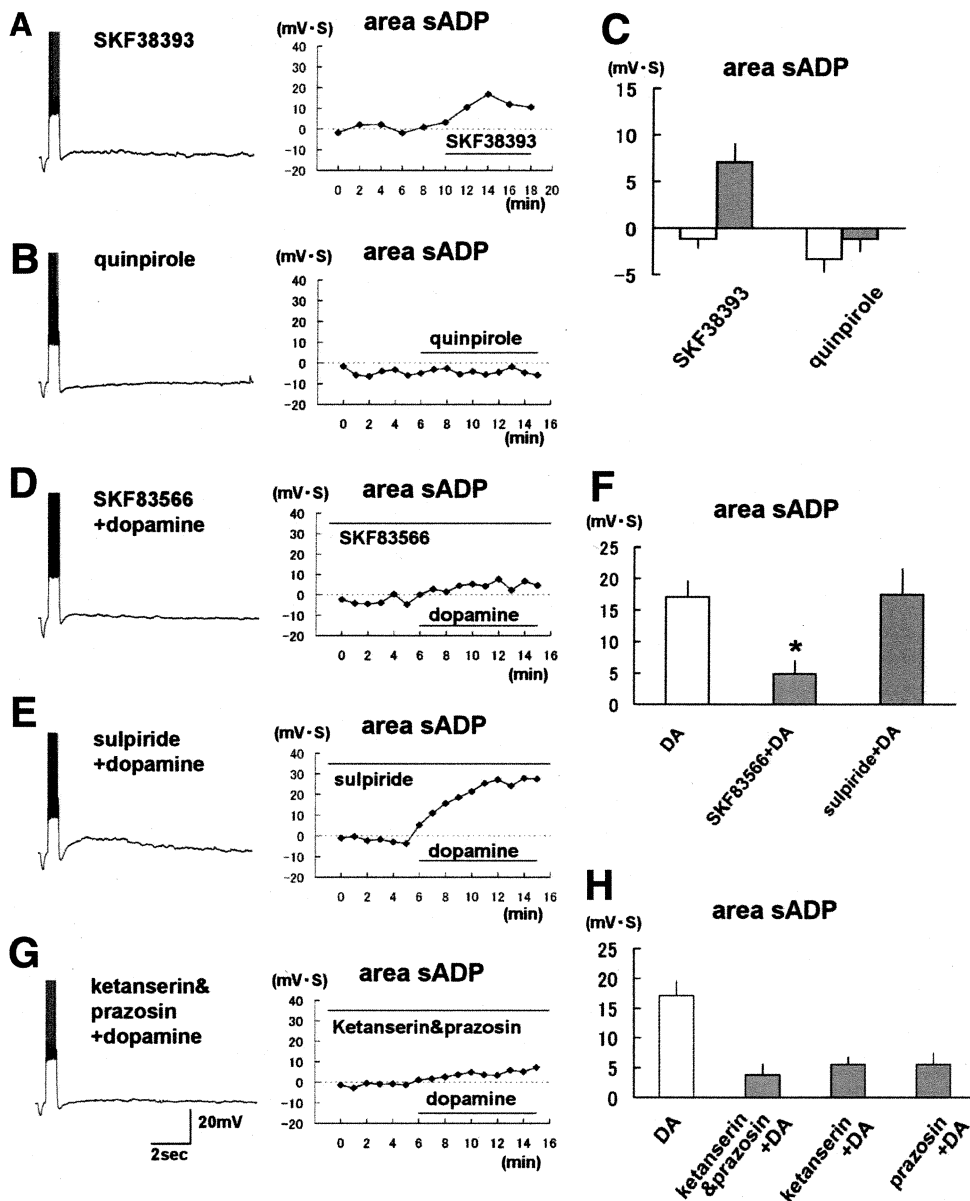 A
SKF38393
area sADP
(mV·S)
40
30
20
10
0
-10
-20
SKF38393
0 2 4 6 8 10 12 14 16 18 20
(min)
B
quinpirole
area sADP
(mV·S)
40
30
20
10
0
-10
-20
quinpirole
0 2 4 6 8 10 12 14 16
(min)
C
(mV·S)
area sADP
15
10
5
0
-5
SKF38393
quinpirole
D
SKF83566
+dopamine
area sADP
(mV·S)
40
30
20
10
0
-10
-20
SKF83566
dopamine
0 2 4 6 8 10 12 14 16
(min)
E
sulpiride
+dopamine
area sADP
(mV·S)
40
30
20
10
0
-10
-20
sulpiride
dopamine
0 2 4 6 8 10 12 14 16
(min)
F
area sADP
(mV·S)
25
20
15
10
5
0
*
DA
SKF83566+DA
sulpiride+DA
G
ketanserin&
prazosin
+dopamine
20mV
2sec
area sADP
(mV·S)
40
30
20
10
0
-10
-20
Ketanserin&prazosin
dopamine
0 2 4 6 8 10 12 14 16
(min)
H
area sADP
(mV·S)
25
20
15
10
5
0
DA
ketanserin
&prazosin
+DA
ketanserin
+DA
prazosin
+DA